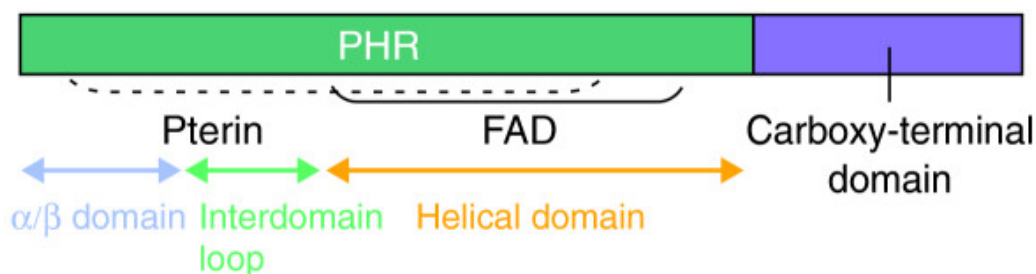 PHR
Pterin
FAD
Carboxy-terminal
domain
α/β domain
Interdomain
loop
Helical domain